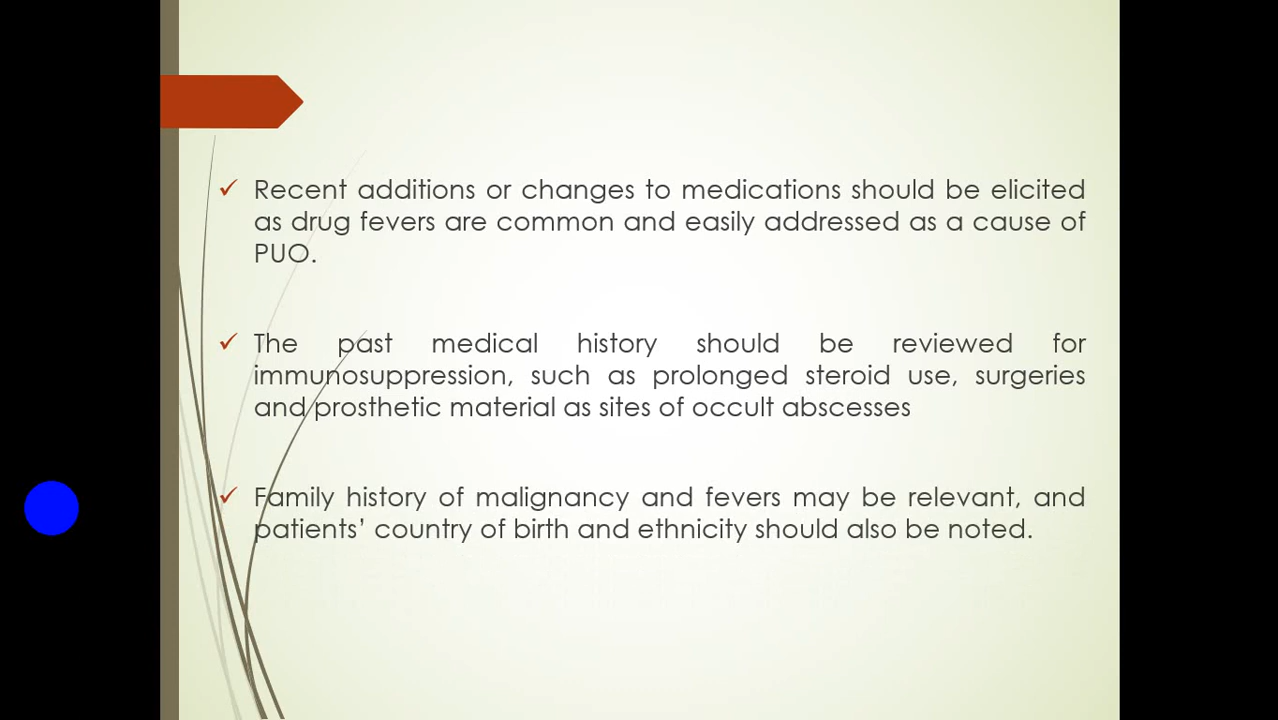 Recent additions or changes to medications should be elicited
as drug fevers are common and easily addressed as a cause of
PUO.
The past medical history should be reviewed for
immunosuppression, such as prolonged steroid use, surgeries
and prosthetic material as sites of occult abscesses
Family history of malignancy and fevers may be relevant, and
patients’ country of birth and ethnicity should also be noted.